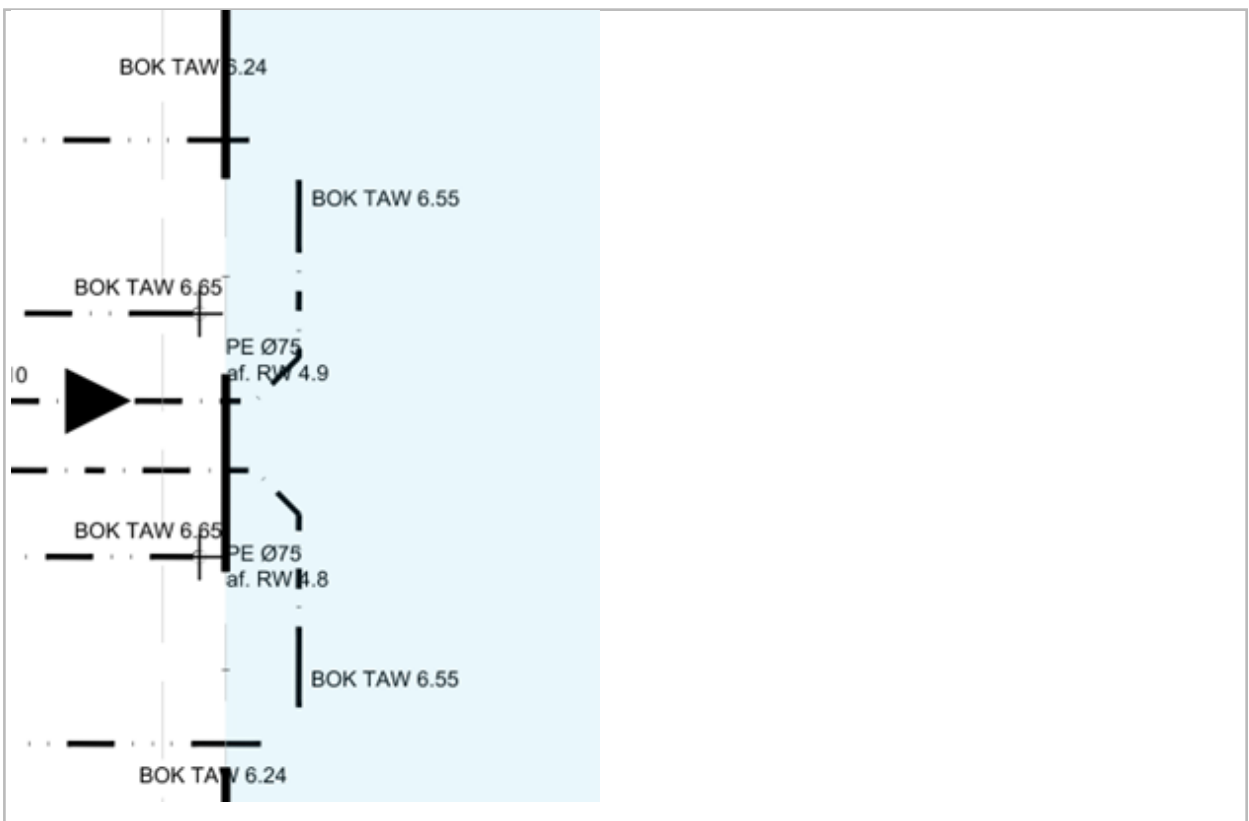 BOK TAW 6.24
BOK TAW 6.55
BOK TAW 6.65
PE Ø75
af. RW 4.9
BOK TAW 6.65
PE Ø75
af. RW 4.8
BOK TAW 6.55
BOK TAW 6.24